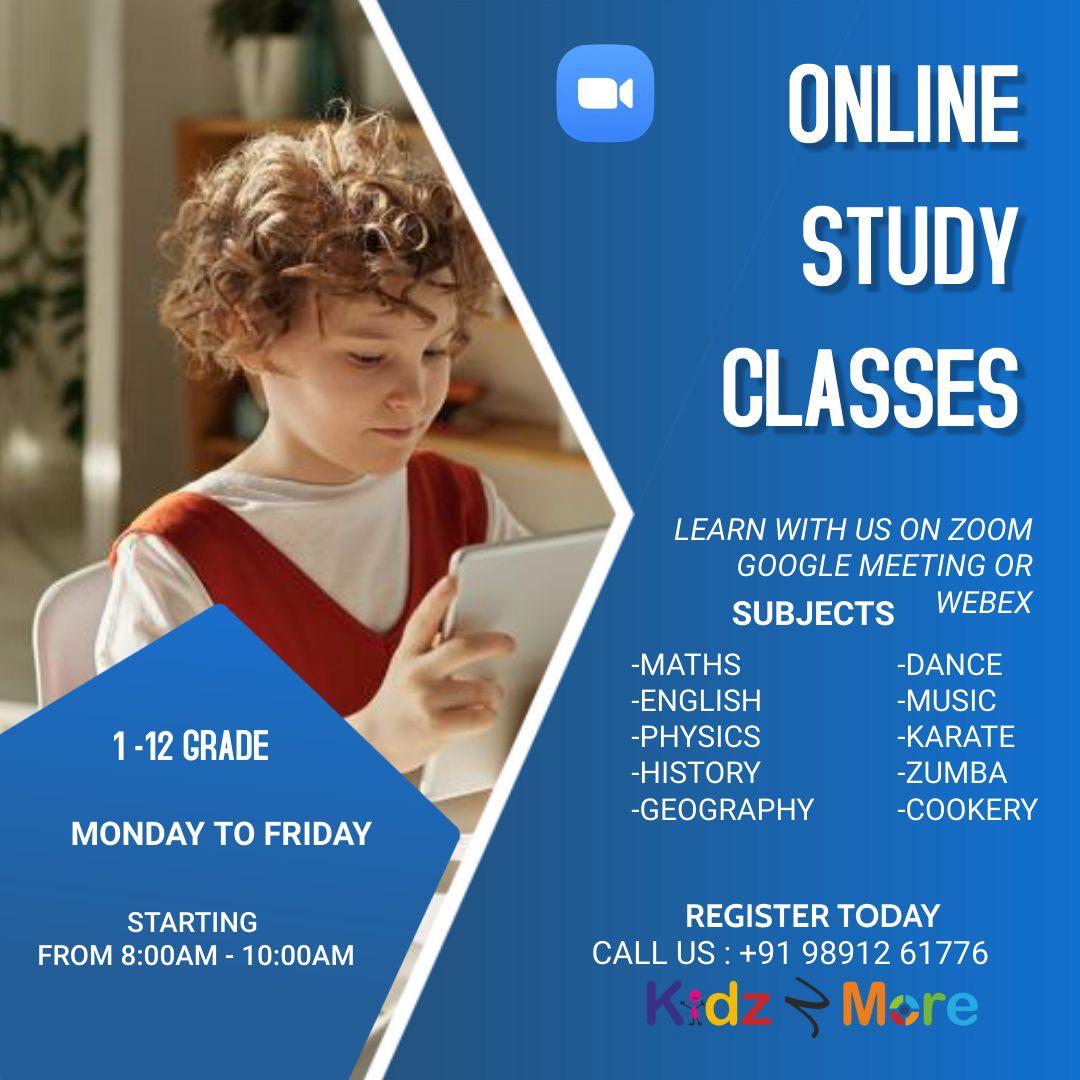 ONLINE
STUDY
CLASSES
LEARN WITH US ON ZOOM
GOOGLE MEETING OR
WEBEX
SUBJECTS
-MATHS
-ENGLISH
-PHYSICS
-HISTORY
-GEOGRAPHY
-DANCE
-MUSIC
-KARATE
-ZUMBA
-COOKERY
1 -12 GRADE
MONDAY TO FRIDAY
STARTING
FROM 8:00AM - 10:00AM
REGISTER TODAY
CALL US : +91 98912 61776
Kidz N More